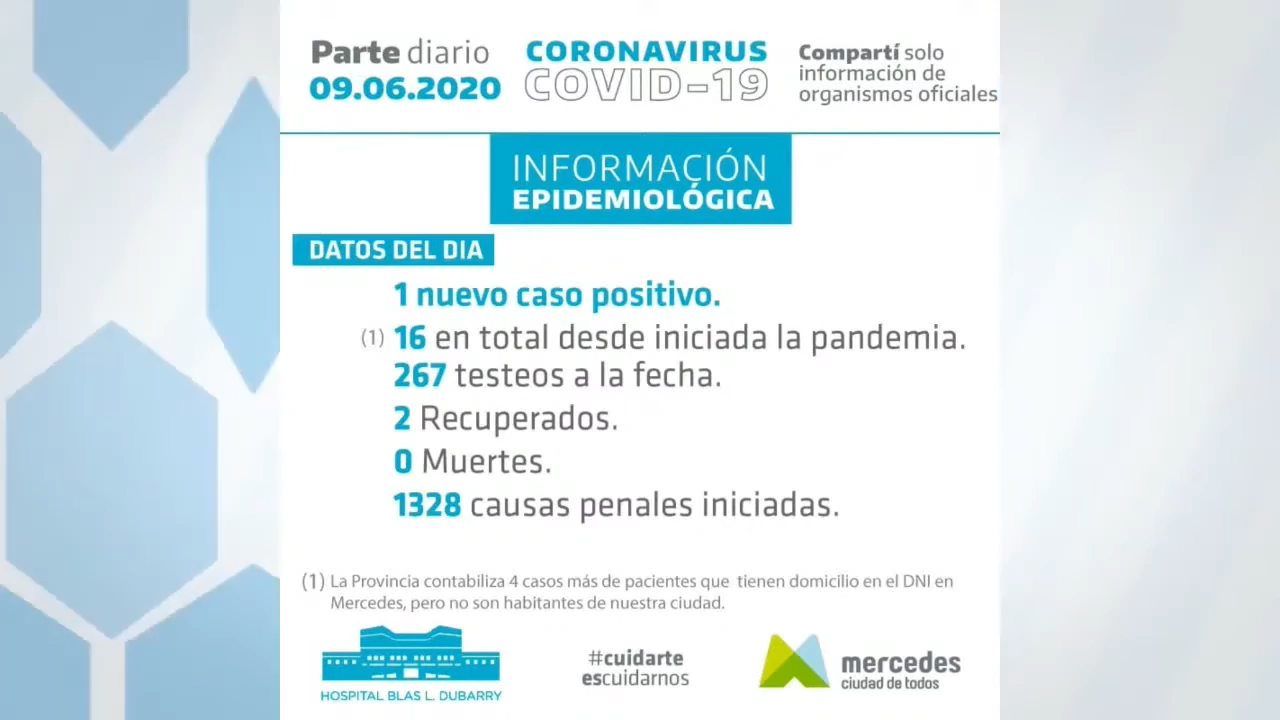 Parte diario
09.06.2020
CORONAVIRUS
COVID-19
Compartí solo
información de
organismos oficiales
INFORMACIÓN
EPIDEMIOLÓGICA
DATOS DEL DIA
1 nuevo caso positivo.
(1) 16 en total desde iniciada la pandemia.
267 testeos a la fecha.
2 Recuperados.
0 Muertes.
1328 causas penales iniciadas.
(1) La Provincia contabiliza 4 casos más de pacientes que tienen domicilio en el DNI en
Mercedes, pero no son habitantes de nuestra ciudad.
HOSPITAL BLAS L. DUBARRY
#cuidarte
escuidarnos
mercedes
ciudad de todos